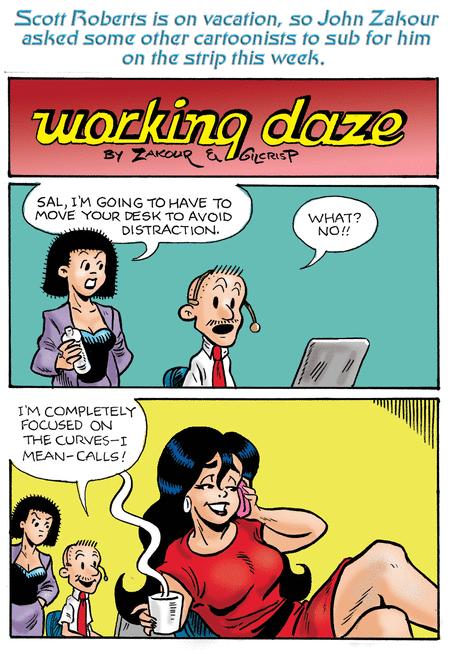 Scott Roberts is on vacation, so John Zakour
asked some other cartoonists to sub for him
on the strip this week.
working daze
BY ZAKOUR & GILCRISP
SAL, I'M GOING TO HAVE TO
MOVE YOUR DESK TO AVOID
DISTRACTION.
WHAT?
NO!!
I'M COMPLETELY
FOCUSED ON
THE CURVES-I
MEAN-CALLS!